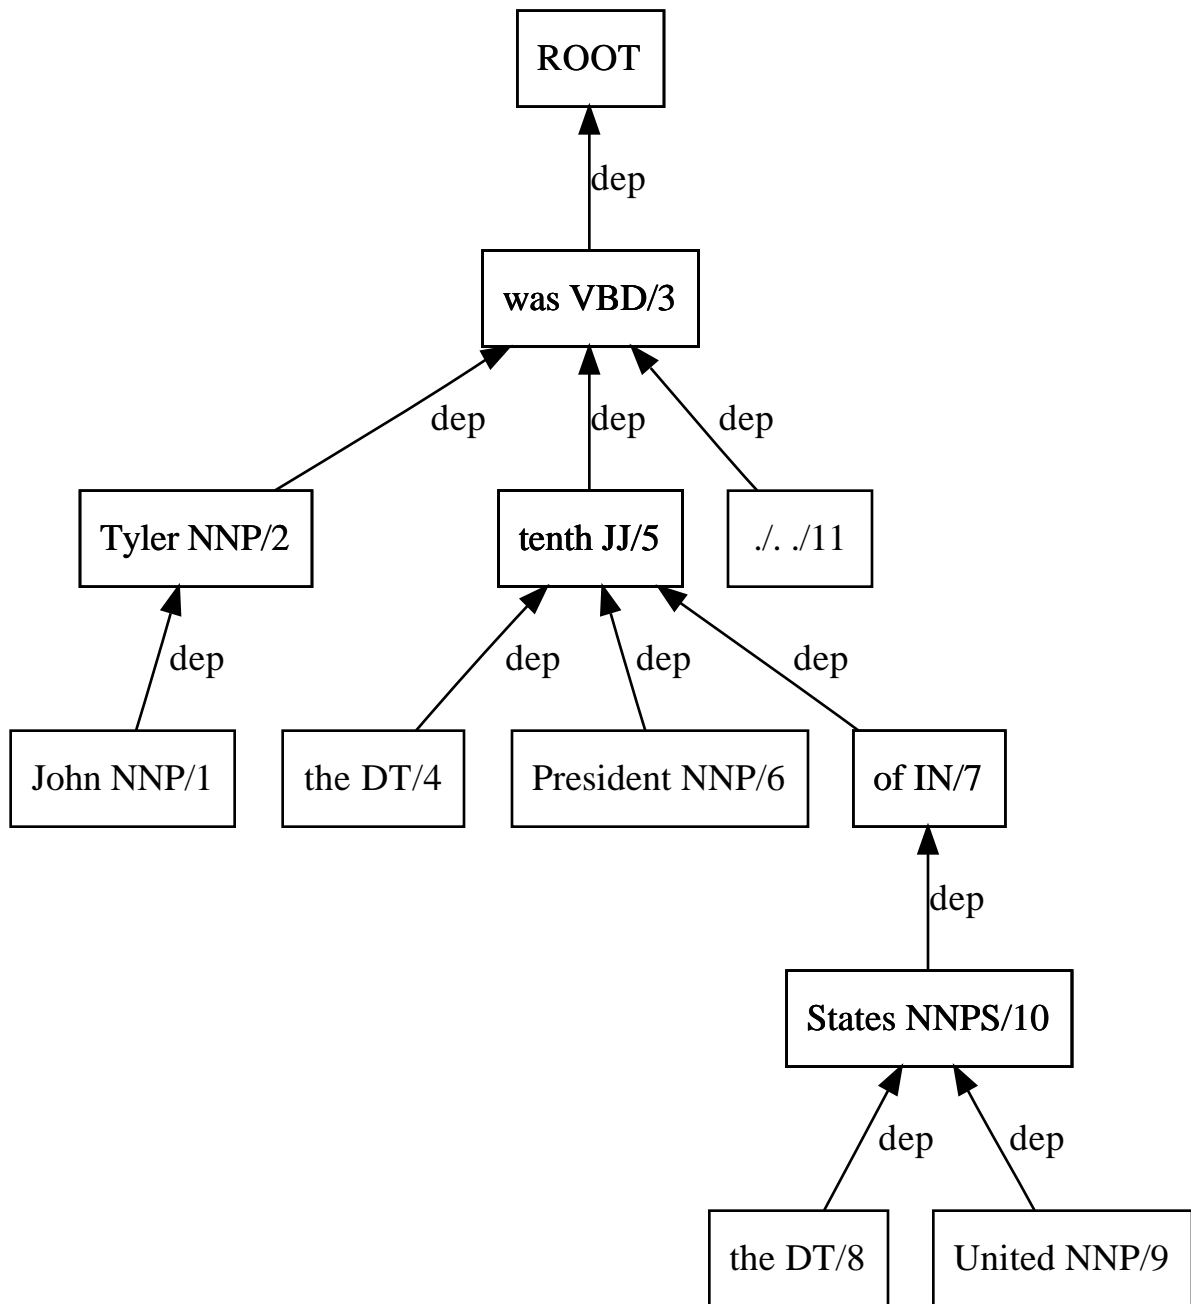 ROOT
dep
was VBD/3
dep dep dep
Tyler NNP/2 tenth JJ/5 ./. ./11
dep dep dep dep
John NNP/1 the DT/4 President NNP/6 of IN/7
dep
States NNPS/10
dep dep
the DT/8 United NNP/9